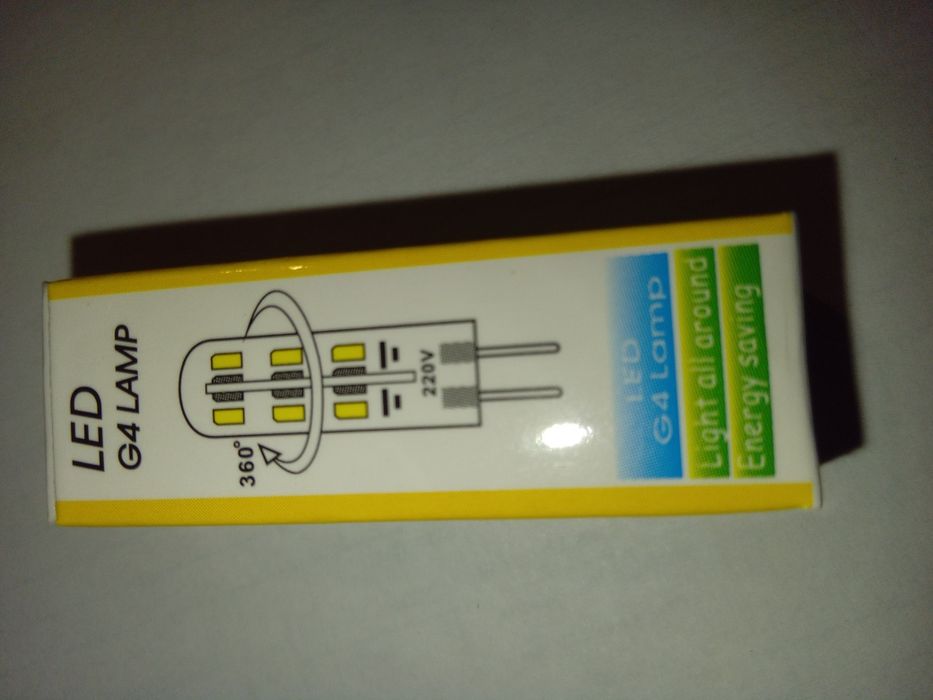 LED
G4 LAMP
360°
220V
LED
G4 Lamp
Light all around
Energy saving